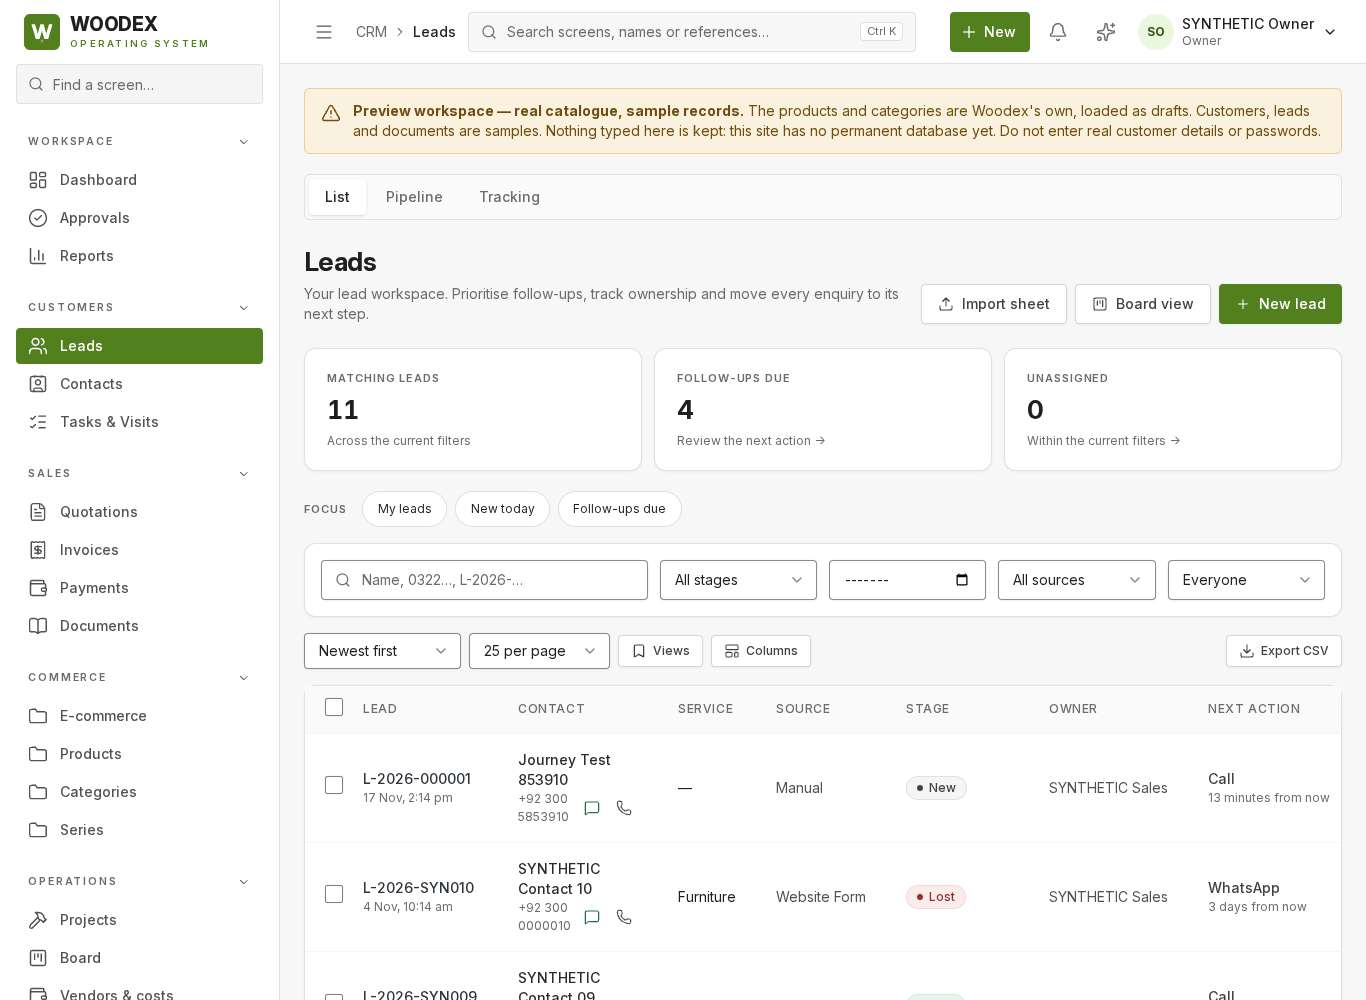 W
WOODEX
OPERATING SYSTEM
Find a screen...
WORKSPACE
Dashboard
Approvals
Reports
CUSTOMERS
Leads
Contacts
Tasks & Visits
SALES
Quotations
Invoices
Payments
Documents
COMMERCE
E-commerce
Products
Categories
Series
OPERATIONS
Projects
Board
Vendors & costs
CRM > Leads
Search screens, names or references...
Ctrl K
New
SO
SYNTHETIC Owner
Owner
Preview workspace — real catalogue, sample records. The products and categories are Woodex's own, loaded as drafts. Customers, leads
and documents are samples. Nothing typed here is kept: this site has no permanent database yet. Do not enter real customer details or passwords.
List Pipeline Tracking
Leads
Your lead workspace. Prioritise follow-ups, track ownership and move every enquiry to its
next step.
Import sheet
Board view
New lead
MATCHING LEADS
11
Across the current filters
FOLLOW-UPS DUE
4
Review the next action →
UNASSIGNED
0
Within the current filters →
FOCUS My leads New today Follow-ups due
Name, 0322..., L-2026-...
All stages
-------
All sources
Everyone
Newest first
25 per page
Views
Columns
Export CSV
LEAD CONTACT SERVICE SOURCE STAGE OWNER NEXT ACTION
L-2026-000001
17 Nov, 2:14 pm
Journey Test
853910
+92 300
5853910
—
Manual
New
SYNTHETIC Sales
Call
13 minutes from now
L-2026-SYN010
4 Nov, 10:14 am
SYNTHETIC
Contact 10
+92 300
0000010
Furniture
Website Form
Lost
SYNTHETIC Sales
WhatsApp
3 days from now
L-2026-SYN009
SYNTHETIC
Contact 09
Call